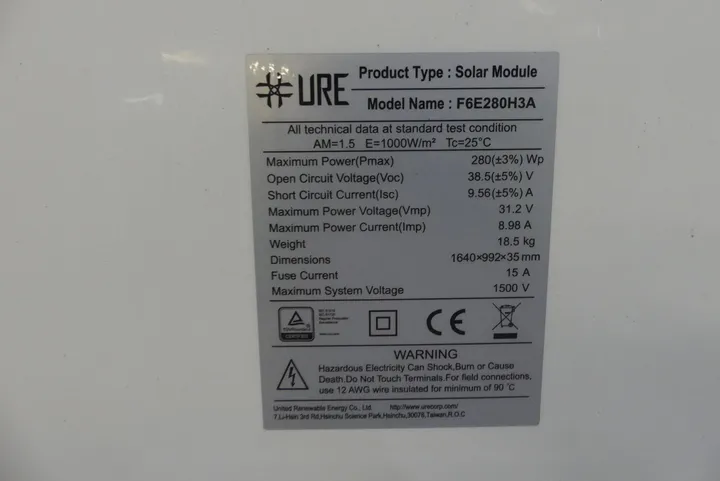 URE
Product Type : Solar Module
Model Name : F6E280H3A
All technical data at standard test condition
AM=1.5 E=1000W/m² Tc=25°C
Maximum Power(Pmax) 280(±3%) Wp
Open Circuit Voltage(Voc) 38.5(±5%) V
Short Circuit Current(Isc) 9.56(±5%) A
Maximum Power Voltage(Vmp) 31.2 V
Maximum Power Current(Imp) 8.98 A
Weight 18.5 kg
Dimensions 1640×992×35mm
Fuse Current 15 A
Maximum System Voltage 1500 V
CE
WARNING
Hazardous Electricity Can Shock,Burn or Cause
Death.Do Not Touch Terminals.For field connections,
use 12 AWG wire insulated for minimum of 90 ℃
United Renewable Energy Co., Ltd http://www.urecorp.com/
7,Li-Hsin 3rd Rd,Hsinchu Science Park,Hsinchu,30078,Taiwan,R.O.C